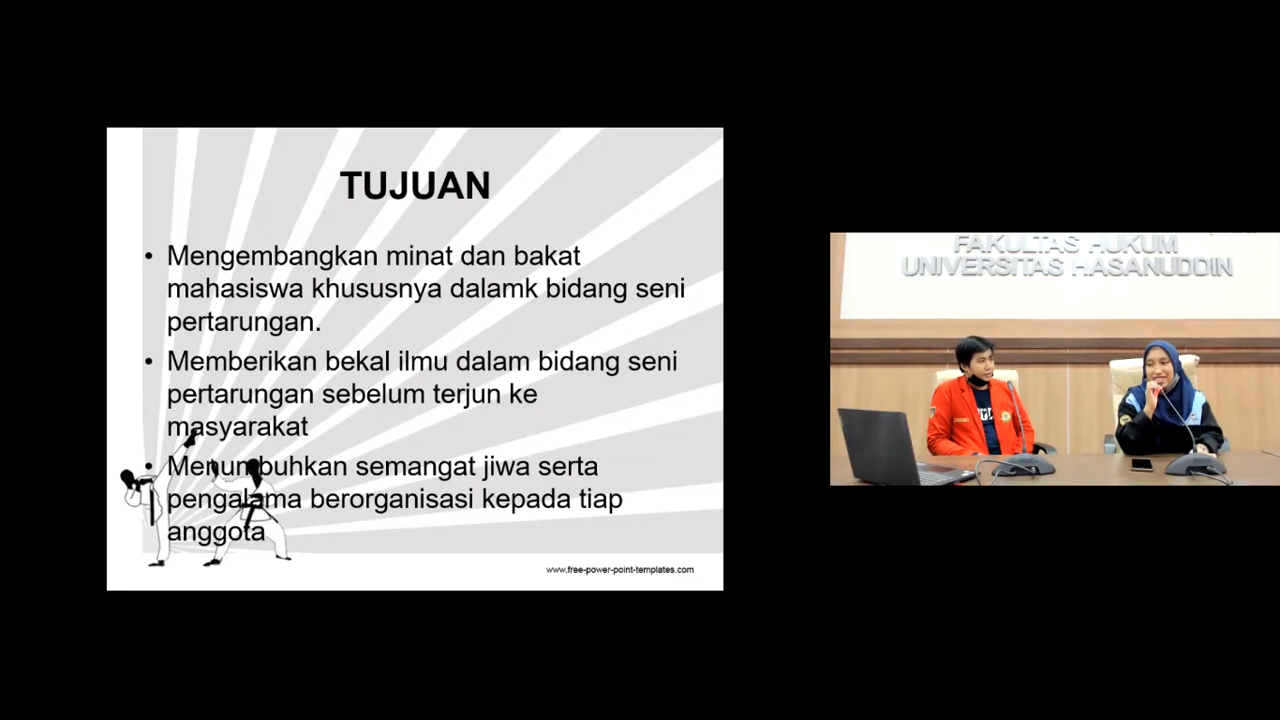 TUJUAN
• Mengembangkan minat dan bakat
mahasiswa khususnya dalamk bidang seni
pertarungan.
• Memberikan bekal ilmu dalam bidang seni
pertarungan sebelum terjun ke
masyarakat
• Menumbuhkan semangat jiwa serta
pengalama berorganisasi kepada tiap
anggota
www.free-power-point-templates.com
FAKULTAS HUKUM
UNIVERSITAS HASANUDDIN